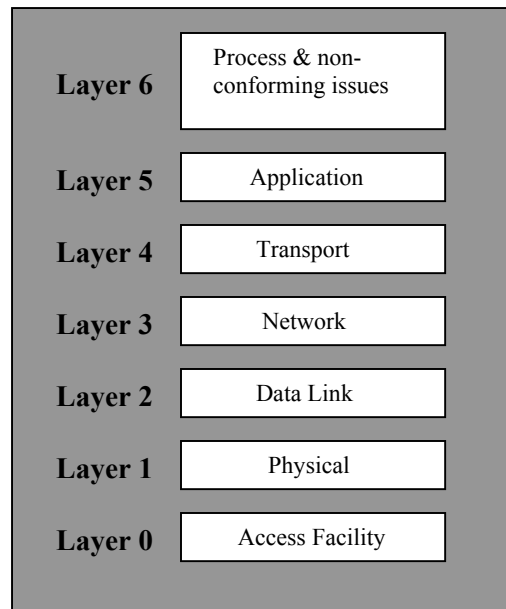 Layer 6
Process & non-
conforming issues
Layer 5
Application
Layer 4
Transport
Layer 3
Network
Layer 2
Data Link
Layer 1
Physical
Layer 0
Access Facility